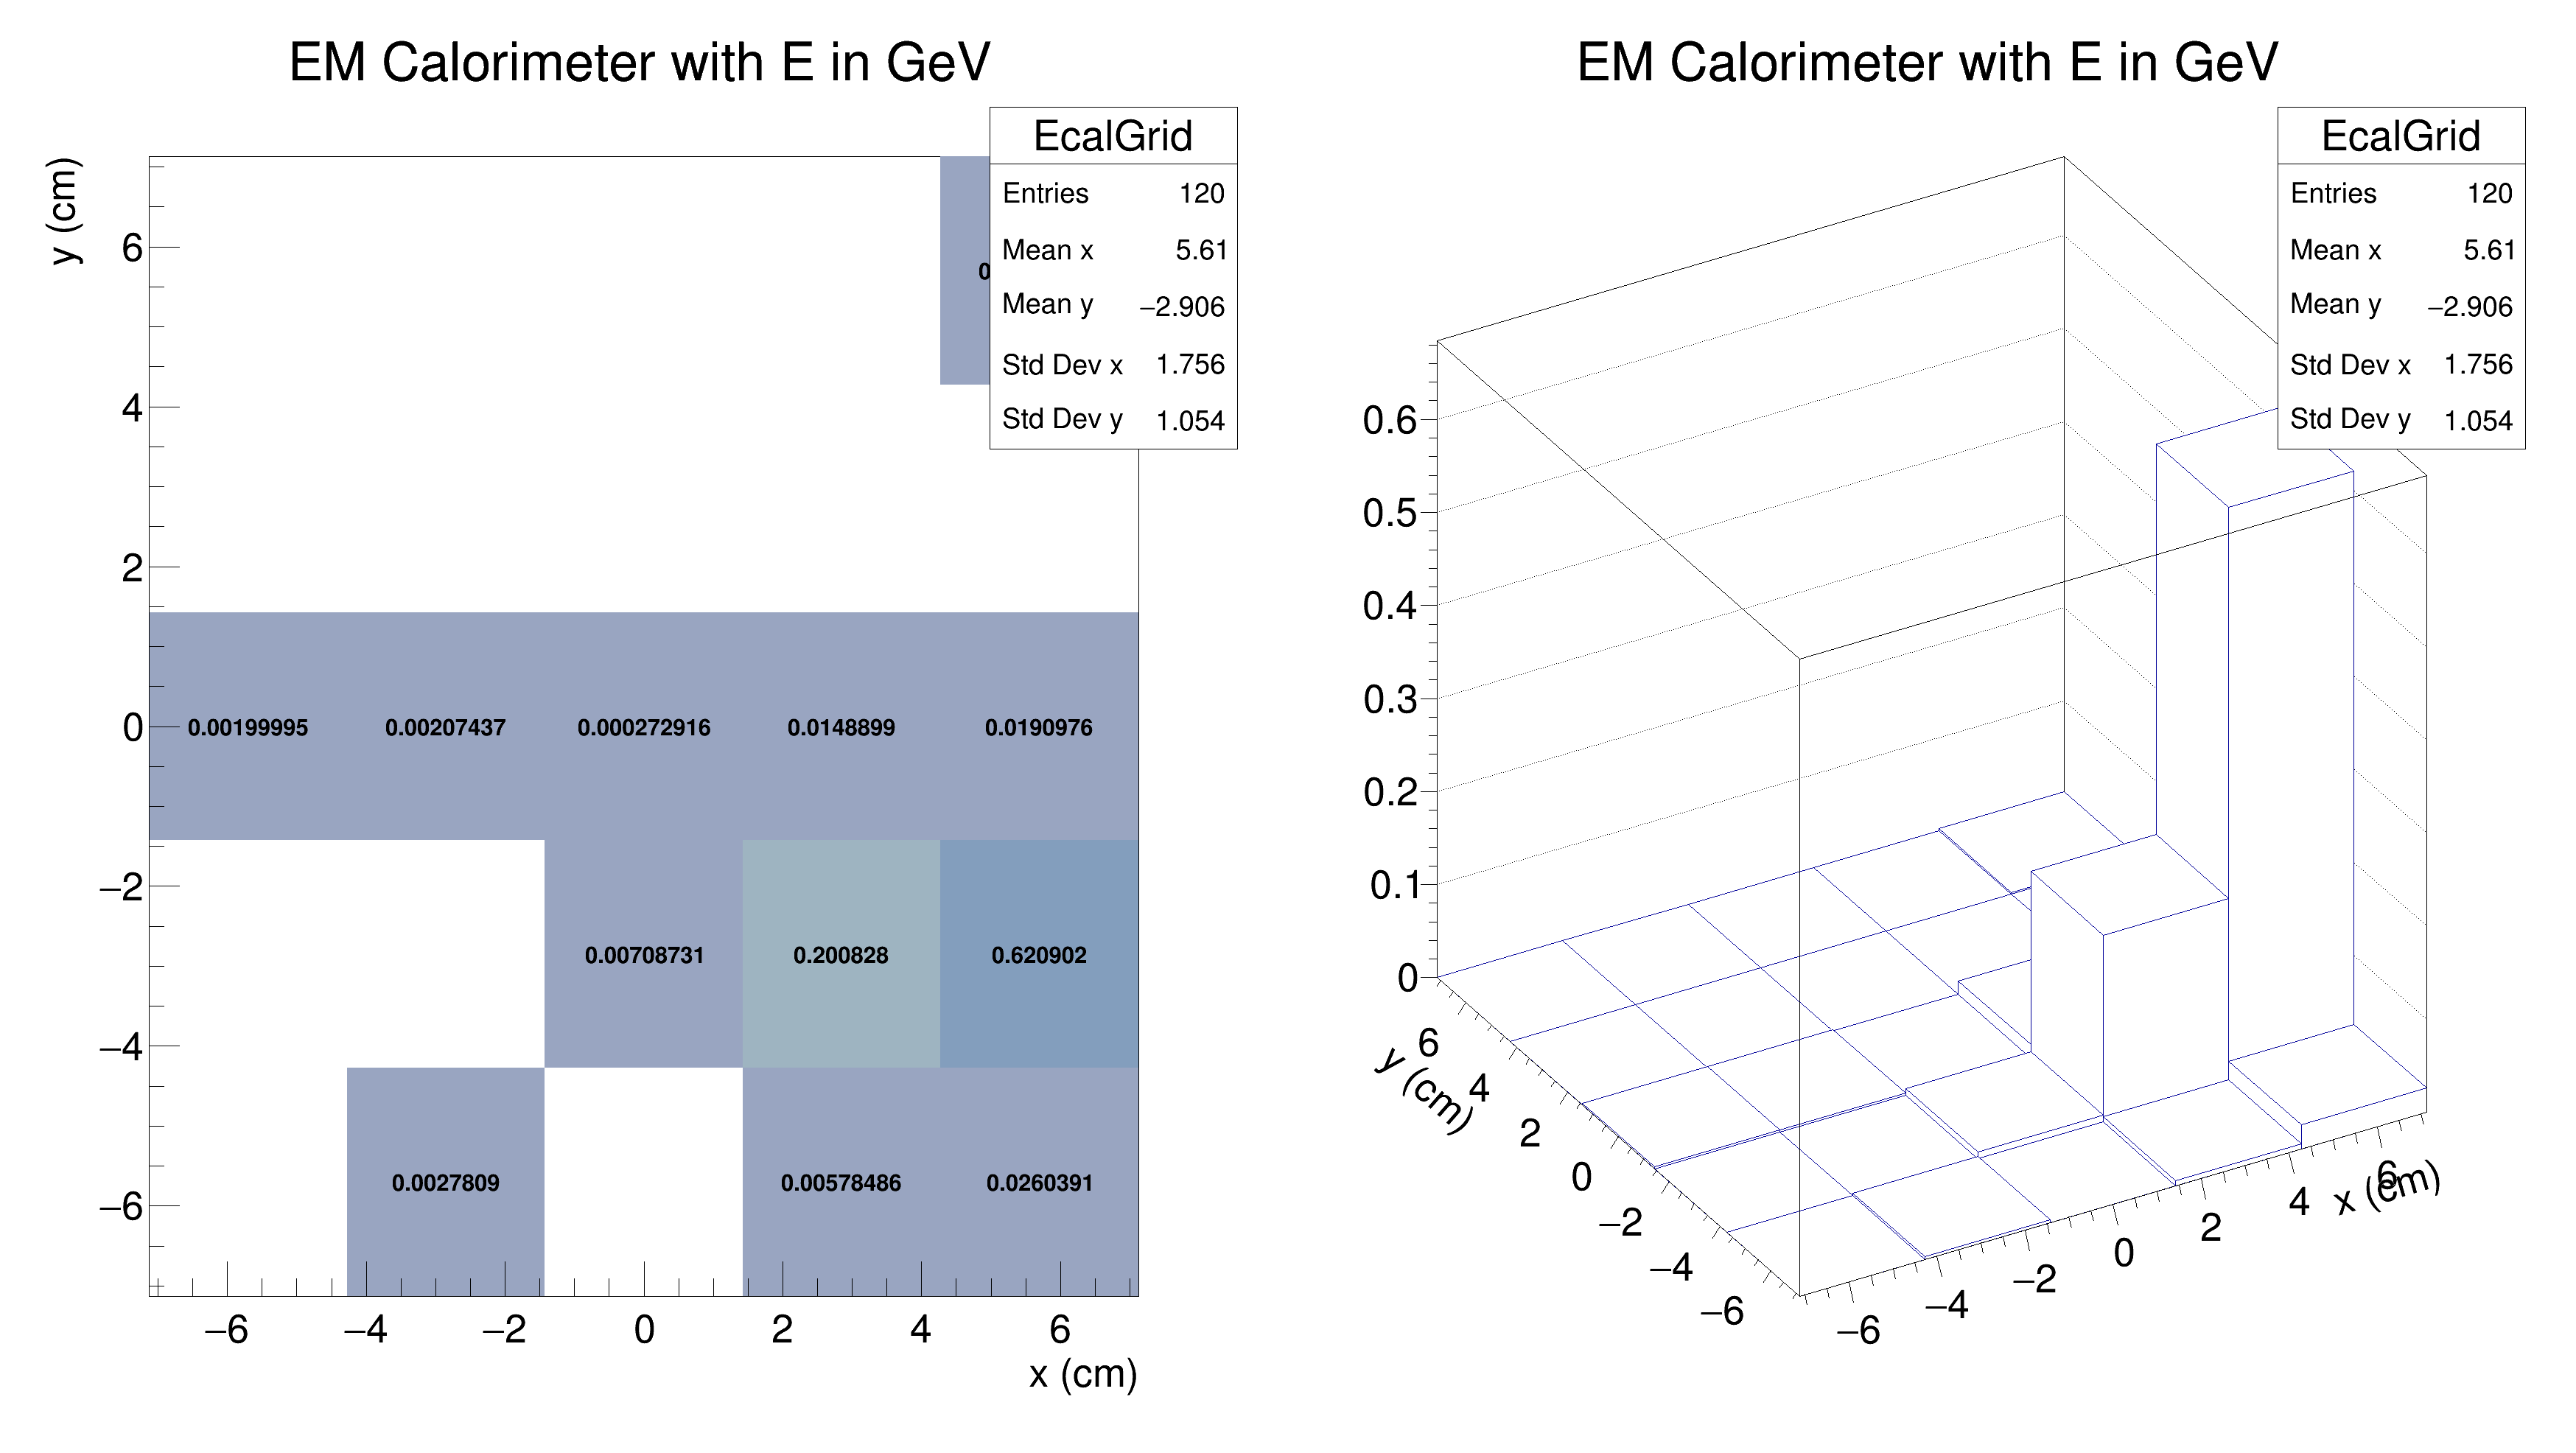 EM Calorimeter with E in GeV
EcalGrid
Entries 120
Mean x 5.61
Mean y −2.906
Std Dev x 1.756
Std Dev y 1.054
y (cm)
6
4
2
0
−2
−4
−6
0.00199995 0.00207437 0.000272916 0.0148899 0.0190976
0.00708731 0.200828 0.620902
0.0027809 0.00578486 0.0260391
−6 −4 −2 0 2 4 6
x (cm)
EM Calorimeter with E in GeV
EcalGrid
Entries 120
Mean x 5.61
Mean y −2.906
Std Dev x 1.756
Std Dev y 1.054
0.6
0.5
0.4
0.3
0.2
0.1
0
y (cm)
6
4
2
0
−2
−4
−6
−6 −4 −2 0 2 4 6
x (cm)